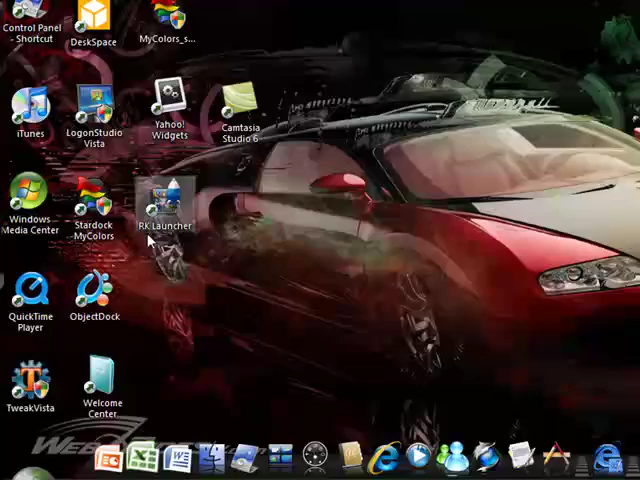 Control Panel
- Shortcut
DeskSpace
MyColors_s...
iTunes
LogonStudio
Vista
Yahoo!
Widgets
Camtasia
Studio 6
Windows
Media Center
Stardock
MyColors
RK Launcher
QuickTime
Player
ObjectDock
TweakVista
Welcome
Center